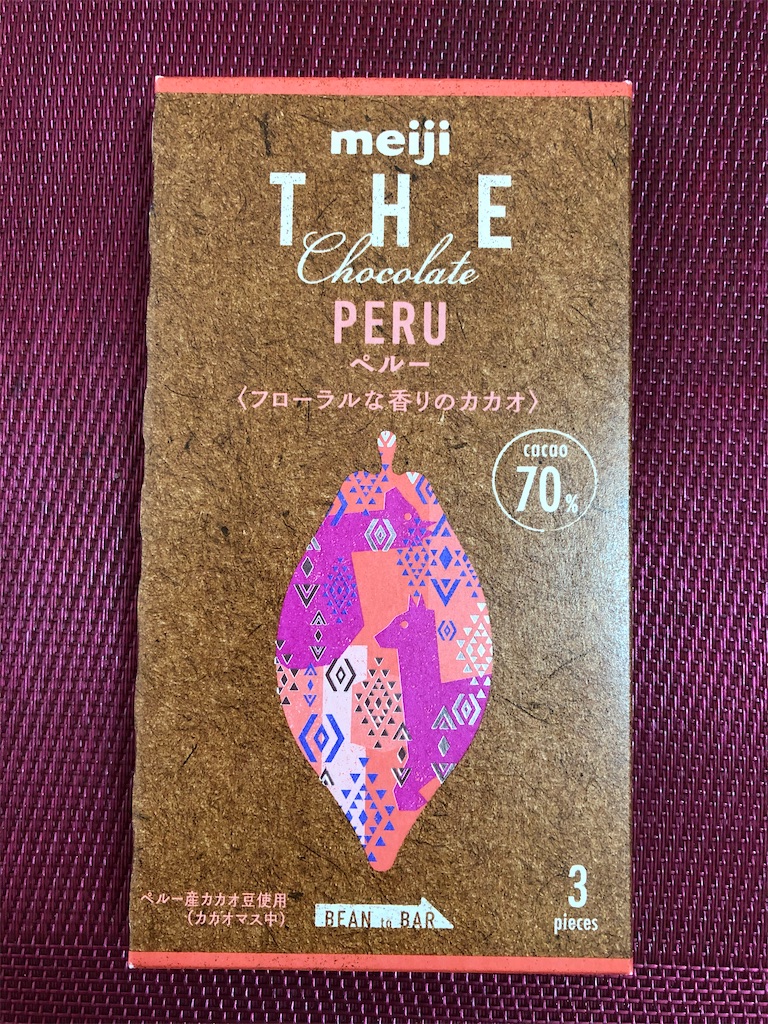 meiji
THE
Chocolate
PERU
ペルー
〈フローラルな香りのカカオ〉
cacao
70%
ペルー産カカオ豆使用
(カカオマス中)
BEAN to BAR
3
pieces